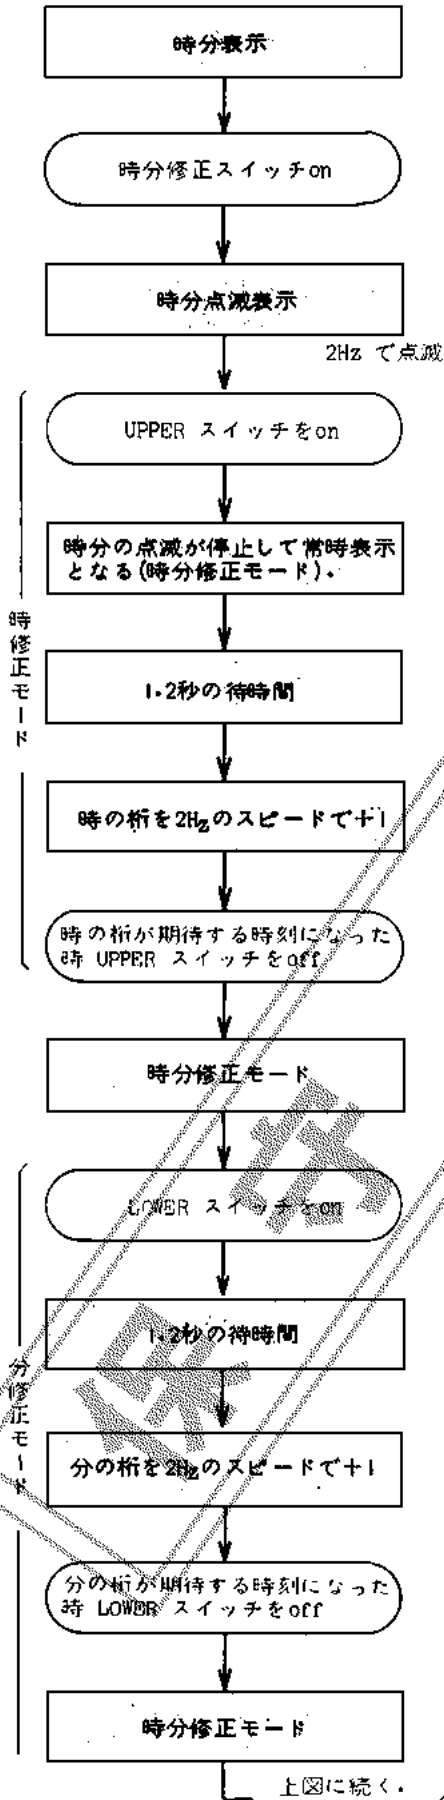 時分表示
時分修正スイッチon
時分点滅表示
2Hz で点滅
UPPER スイッチをon
時分の点滅が停止して常時表示
となる(時分修正モード).
1.2秒の待時間
時の桁を2Hzのスピードで+1
時の桁が期待する時刻になった
時 UPPER スイッチをoff
時修正モード
時分修正モード
LOWER スイッチをon
1.2秒の待時間
分の桁を2Hzのスピードで+1
分の桁が期待する時刻になった
時 LOWER スイッチをoff
時分修正モード
分修正モード
上図に続く.
保存